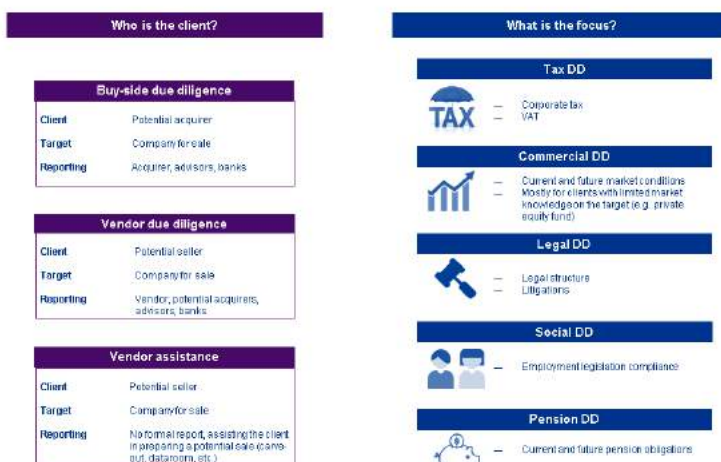 Who is the client?
Buy-side due diligence
Client Potential acquirer
Target Company for sale
Reporting Acquirer, advisors, banks
Vendor due diligence
Client Potential seller
Target Company for sale
Reporting Vendor, potential acquirers,
advisors, banks
Vendor assistance
Client Potential seller
Target Company for sale
Reporting No formal report, assisting the client
in preparing a potential sale (carve-
out, dataroom, etc.)
What is the focus?
Tax DD
TAX
— Corporate tax
— VAT
Commercial DD
— Current and future market conditions
— Mostly for clients with limited market
knowledge on the target (e.g. private
equity fund)
Legal DD
— Legal structure
— Litigations
Social DD
— Employment legislation compliance
Pension DD
— Current and future pension obligations